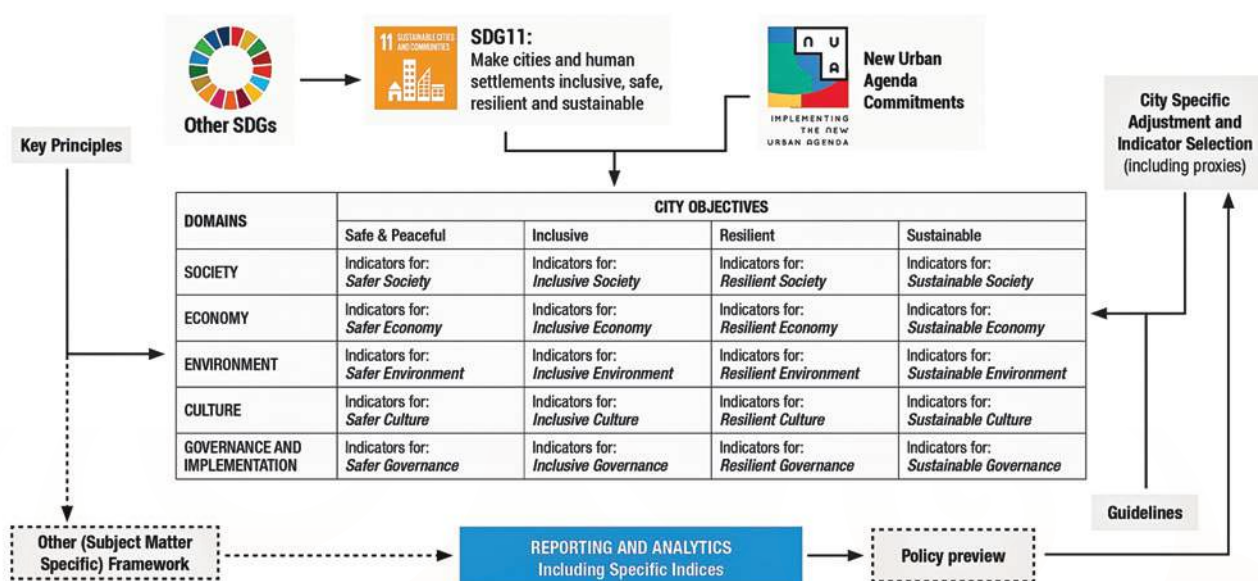 11 SUSTAINABLE CITIES
AND COMMUNITIES
SDG11:
Make cities and human
settlements inclusive, safe,
resilient and sustainable
Other SDGs
N U
A
IMPLEMENTING
THE NEW
URBAN AGENDA
New Urban
Agenda
Commitments
City Specific
Adjustment and
Indicator Selection
(including proxies)
Key Principles
DOMAINS
CITY OBJECTIVES
Safe & Peaceful Inclusive Resilient Sustainable
SOCIETY
Indicators for: Indicators for: Indicators for: Indicators for:
Safer Society Inclusive Society Resilient Society Sustainable Society
ECONOMY
Indicators for: Indicators for: Indicators for: Indicators for:
Safer Economy Inclusive Economy Resilient Economy Sustainable Economy
ENVIRONMENT
Indicators for: Indicators for: Indicators for: Indicators for:
Safer Environment Inclusive Environment Resilient Environment Sustainable Environment
CULTURE
Indicators for: Indicators for: Indicators for: Indicators for:
Safer Culture Inclusive Culture Resilient Culture Sustainable Culture
GOVERNANCE AND
IMPLEMENTATION
Indicators for: Indicators for: Indicators for: Indicators for:
Safer Governance Inclusive Governance Resilient Governance Sustainable Governance
Guidelines
Other (Subject Matter
Specific) Framework
REPORTING AND ANALYTICS
Including Specific Indices
Policy preview